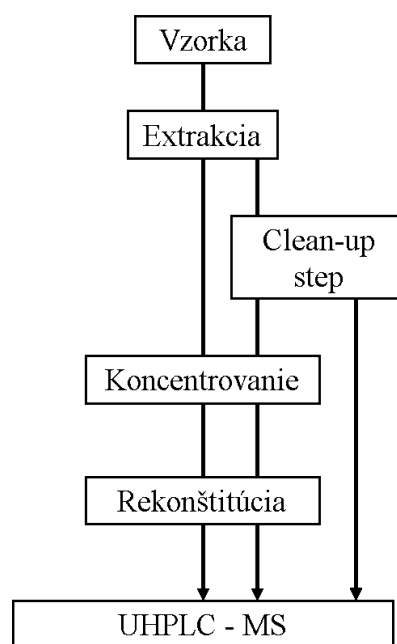 Vzorka
Extrakcia
Clean-up
step
Koncentrovanie
Rekonštitúcia
UHPLC - MS